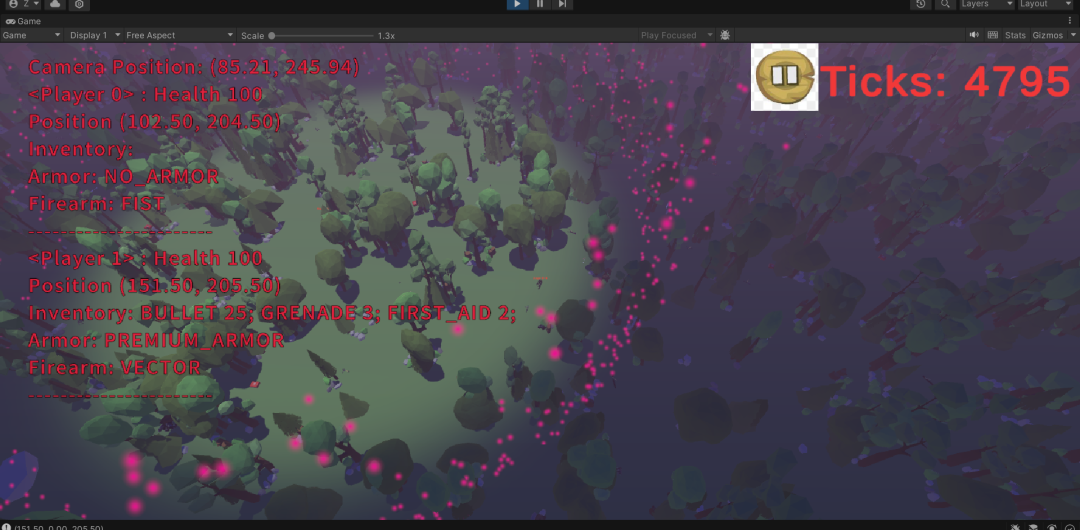 Z
Layers
Layout
Game
Game
Display 1
Free Aspect
Scale
1.3x
Play Focused
Stats
Gizmos
Camera Position: (85.21, 245.94)
<Player 0> : Health 100
Position (102.50, 204.50)
Inventory:
Armor: NO_ARMOR
Firearm: FIST
-----------------------
<Player 1> : Health 100
Position (151.50, 205.50)
Inventory: BULLET 25; GRENADE 3; FIRST_AID 2;
Armor: PREMIUM_ARMOR
Firearm: VECTOR
-----------------------
Ticks: 4795
(151.50, 0.00, 205.50)